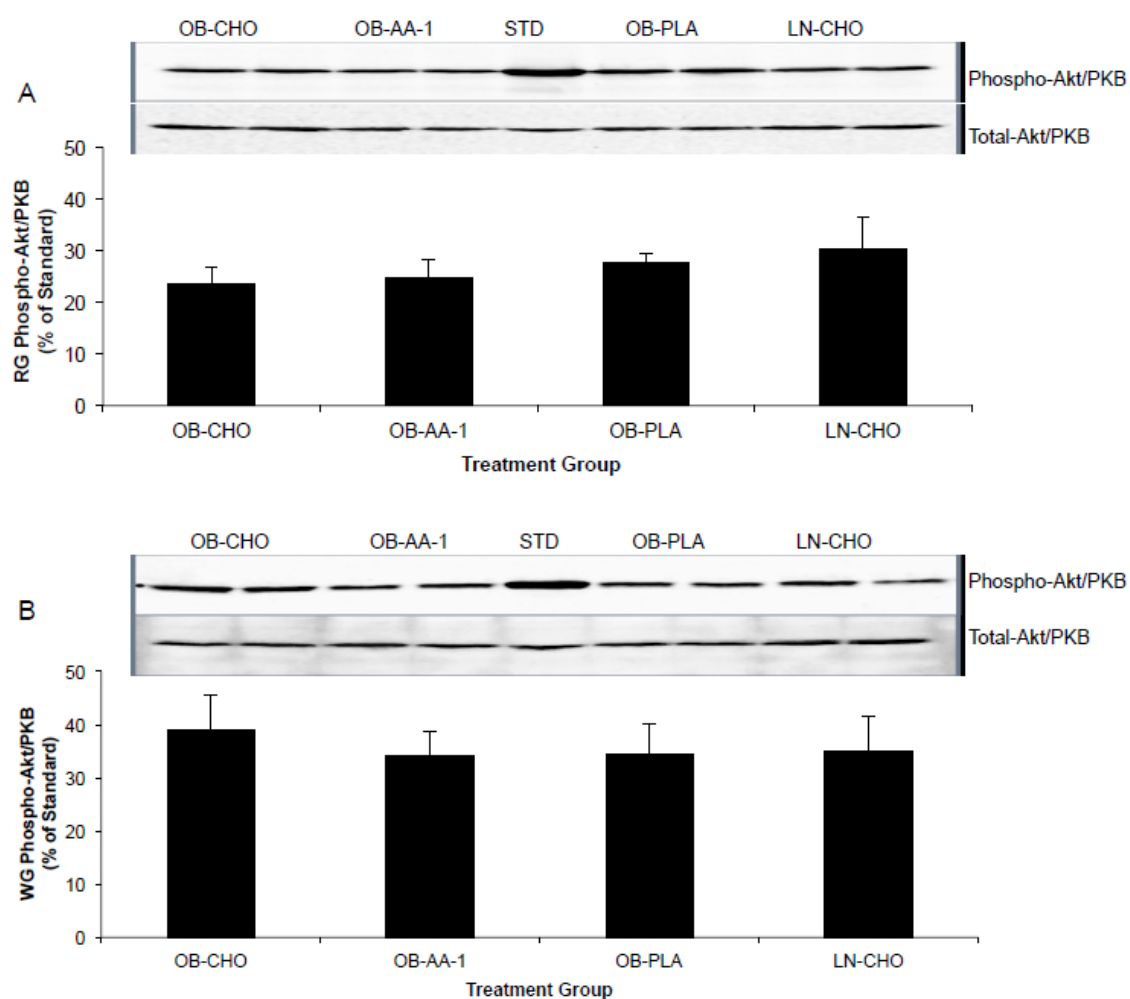 OB-CHO OB-AA-1 STD OB-PLA LN-CHO
A
Phospho-Akt/PKB
Total-Akt/PKB
RG Phospho-Akt/PKB
(% of Standard)
50
40
30
20
10
0
OB-CHO OB-AA-1 OB-PLA LN-CHO
Treatment Group
OB-CHO OB-AA-1 STD OB-PLA LN-CHO
B
Phospho-Akt/PKB
Total-Akt/PKB
WG Phospho-Akt/PKB
(% of Standard)
50
40
30
20
10
0
OB-CHO OB-AA-1 OB-PLA LN-CHO
Treatment Group